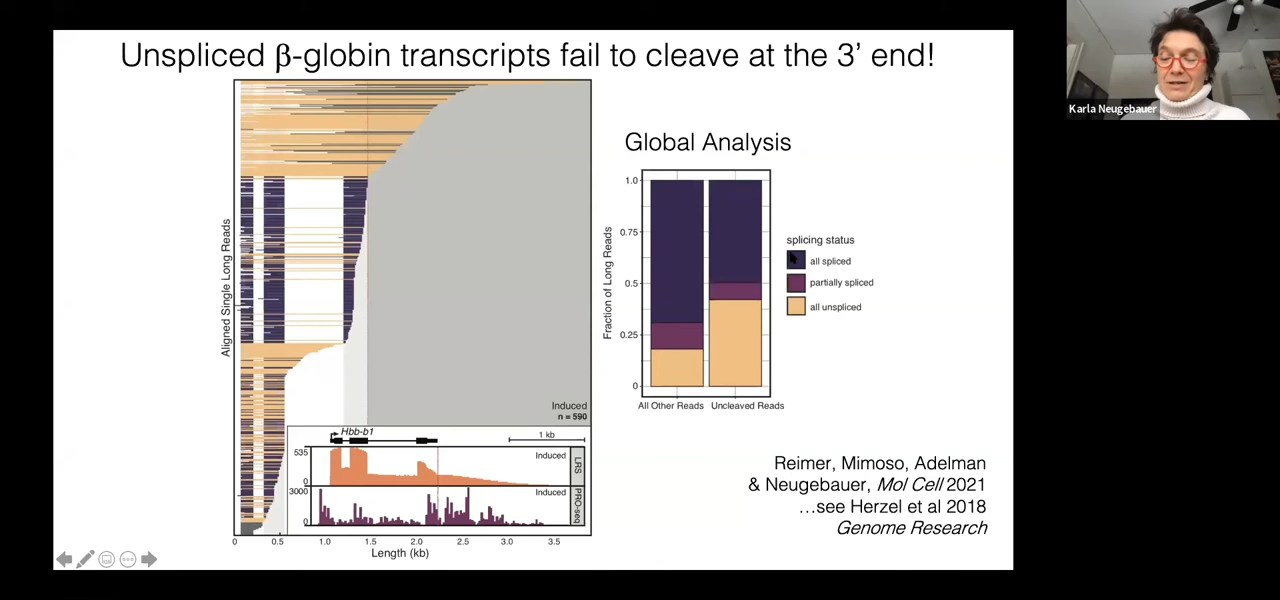 Unspliced β-globin transcripts fail to cleave at the 3' end!
Karla Neugebauer
Aligned Single Long Reads
Induced
n = 590
Hbb-b1
1 kb
535
0
Induced
LRS
3000
0
Induced
PRO-seq
0
0.5
1.0
1.5
2.0
2.5
3.0
3.5
Length (kb)
Global Analysis
Fraction of Long Reads
1.0
0.75
0.5
0.25
0
All Other Reads
Uncleaved Reads
splicing status
all spliced
partially spliced
all unspliced
Reimer, Mimoso, Adelman
& Neugebauer, Mol Cell 2021
…see Herzel et al 2018
Genome Research